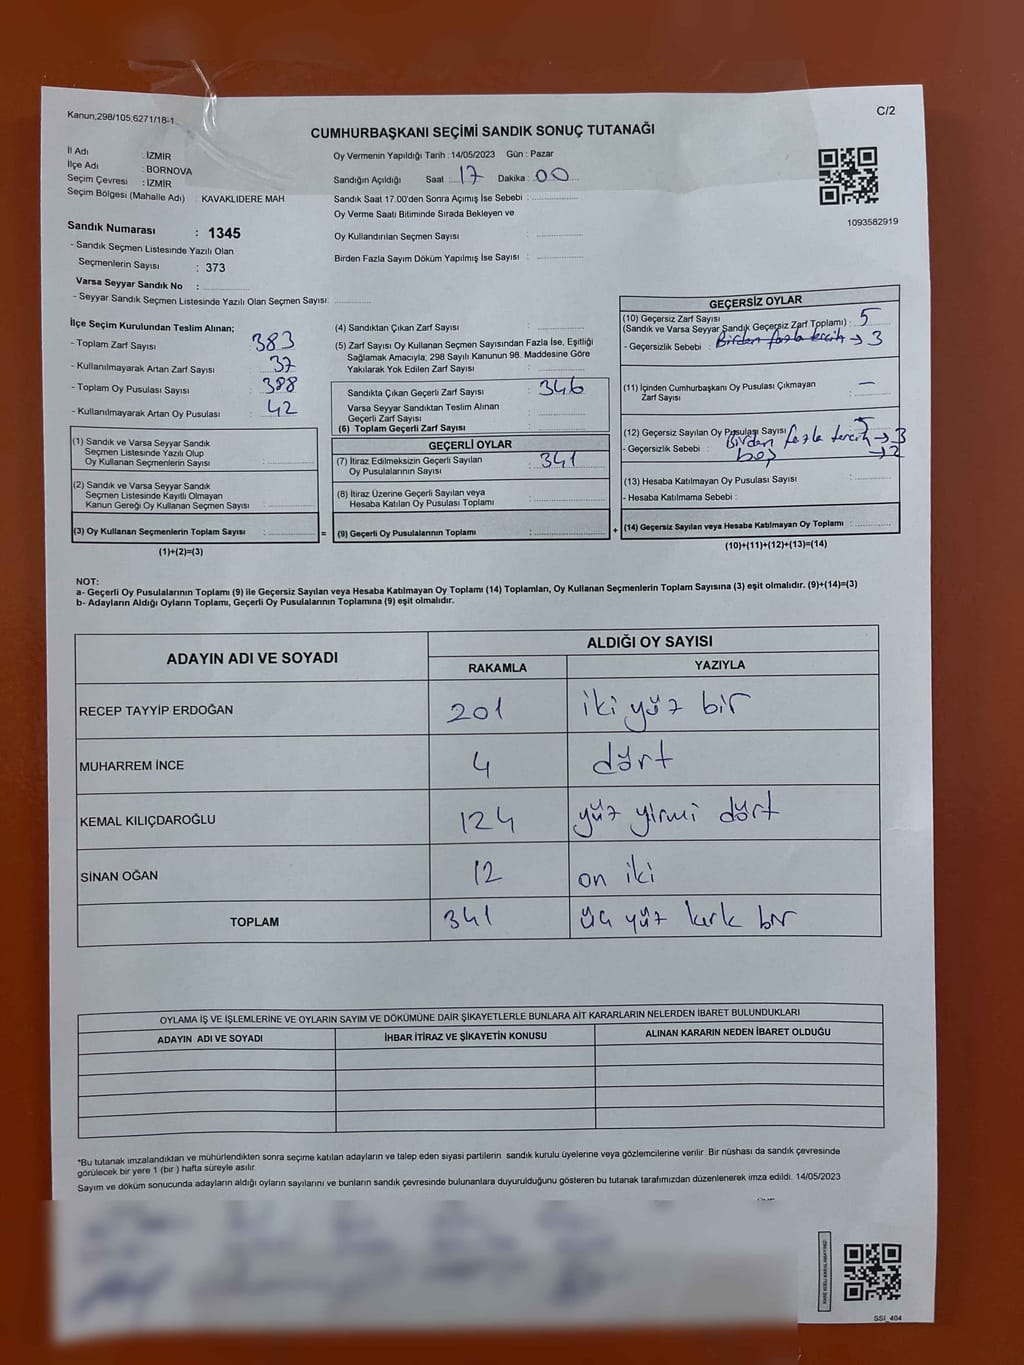 Kanun;298/105;6271/18-1
C/2
CUMHURBAŞKANI SEÇİMİ SANDIK SONUÇ TUTANAĞI
İl Adı : İZMİR
İlçe Adı : BORNOVA
Seçim Çevresi : İZMİR
Seçim Bölgesi (Mahalle Adı) : KAVAKLIDERE MAH
Oy Vermenin Yapıldığı Tarih : 14/05/2023 Gün : Pazar
Sandığın Açıldığı Saat : 17 Dakika : 00
Sandık Saat 17.00'den Sonra Açımış İse Sebebi :
Oy Verme Saati Bitiminde Sırada Bekleyen ve
Oy Kullandırılan Seçmen Sayısı :
Birden Fazla Sayım Döküm Yapılmış İse Sayısı :
1093582919
Sandık Numarası : 1345
- Sandık Seçmen Listesinde Yazılı Olan
Seçmenlerin Sayısı : 373
Varsa Seyyar Sandık No :
- Seyyar Sandık Seçmen Listesinde Yazılı Olan Seçmen Sayısı :
İlçe Seçim Kurulundan Teslim Alınan;
- Toplam Zarf Sayısı : 383
- Kullanılmayarak Artan Zarf Sayısı : 37
- Toplam Oy Pusulası Sayısı : 388
- Kullanılmayarak Artan Oy Pusulası : 42
(1) Sandık ve Varsa Seyyar Sandık
Seçmen Listesinde Yazılı Olup
Oy Kullanan Seçmenlerin Sayısı :
(2) Sandık ve Varsa Seyyar Sandık
Seçmen Listesinde Kayıtlı Olmayan
Kanun Gereği Oy Kullanan Seçmen Sayısı :
(3) Oy Kullanan Seçmenlerin Toplam Sayısı :
(1)+(2)=(3)
=
(4) Sandıktan Çıkan Zarf Sayısı :
(5) Zarf Sayısı Oy Kullanan Seçmen Sayısından Fazla İse, Eşitliği
Sağlamak Amacıyla; 298 Sayılı Kanunun 98. Maddesine Göre
Yakılarak Yok Edilen Zarf Sayısı :
Sandıkta Çıkan Geçerli Zarf Sayısı : 346
Varsa Seyyar Sandıktan Teslim Alınan
Geçerli Zarf Sayısı :
(6) Toplam Geçerli Zarf Sayısı :
GEÇERLİ OYLAR
(7) İtiraz Edilmeksizin Geçerli Sayılan
Oy Pusulalarının Sayısı : 341
(8) İtiraz Üzerine Geçerli Sayılan veya
Hesaba Katılan Oy Pusulası Toplamı :
(9) Geçerli Oy Pusulalarının Toplamı :
+
GEÇERSİZ OYLAR
(10) Geçersiz Zarf Sayısı
(Sandık ve Varsa Seyyar Sandık Geçersiz Zarf Toplamı) : 5
- Geçersizlik Sebebi : Birden fazla tercih → 3
(11) İçinden Cumhurbaşkanı Oy Pusulası Çıkmayan
Zarf Sayısı : —
(12) Geçersiz Sayılan Oy Pusulası Sayısı : 5
- Geçersizlik Sebebi : Birden fazla tercih → 3
boş → 2
(13) Hesaba Katılmayan Oy Pusulası Sayısı :
- Hesaba Katılmama Sebebi :
(14) Geçersiz Sayılan veya Hesaba Katılmayan Oy Toplamı :
(10)+(11)+(12)+(13)=(14)
NOT:
a- Geçerli Oy Pusulalarının Toplamı (9) ile Geçersiz Sayılan veya Hesaba Katılmayan Oy Toplamı (14) Toplamları, Oy Kullanan Seçmenlerin Toplam Sayısına (3) eşit olmalıdır. (9)+(14)=(3)
b- Adayların Aldığı Oyların Toplamı, Geçerli Oy Pusulalarının Toplamına (9) eşit olmalıdır.
ADAYIN ADI VE SOYADI
ALDIĞI OY SAYISI
RAKAMLA YAZIYLA
RECEP TAYYİP ERDOĞAN 201 iki yüz bir
MUHARREM İNCE 4 dört
KEMAL KILIÇDAROĞLU 124 yüz yirmi dört
SİNAN OĞAN 12 on iki
TOPLAM 341 üç yüz kırk bir
OYLAMA İŞ VE İŞLEMLERİNE VE OYLARIN SAYIM VE DÖKÜMÜNE DAİR ŞİKAYETLERLE BUNLARA AİT KARARLARIN NELERDEN İBARET BULUNDUKLARI
ADAYIN ADI VE SOYADI İHBAR İTİRAZ VE ŞİKAYETİN KONUSU ALINAN KARARIN NEDEN İBARET OLDUĞU
*Bu tutanak imzalandıktan ve mühürlendikten sonra seçime katılan adayların ve talep eden siyasi partilerin sandık kurulu üyelerine veya gözlemcilerine verilir. Bir nüshası da sandık çevresinde
görülecek bir yere 1 (bir) hafta süreyle asılır.
Sayım ve döküm sonucunda adayların aldığı oyların sayılarını ve bunların sandık çevresinde bulunanlara duyurulduğunu gösteren bu tutanak tarafımızdan düzenlenerek imza edildi. 14/05/2023
SSI_404